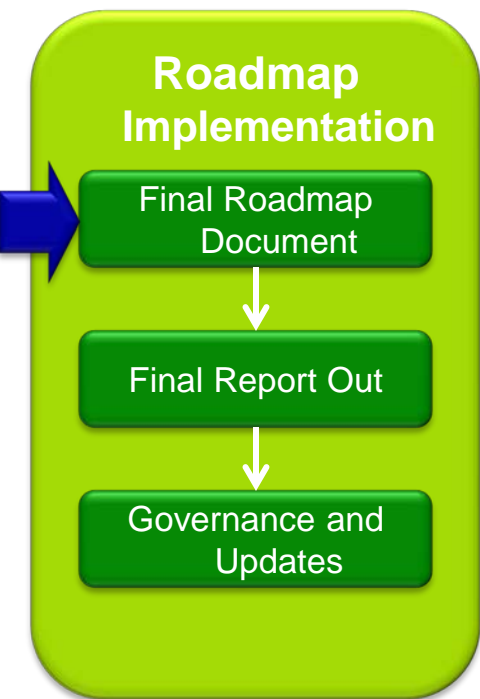 Roadmap
Implementation
Final Roadmap
Document
Final Report Out
Governance and
Updates